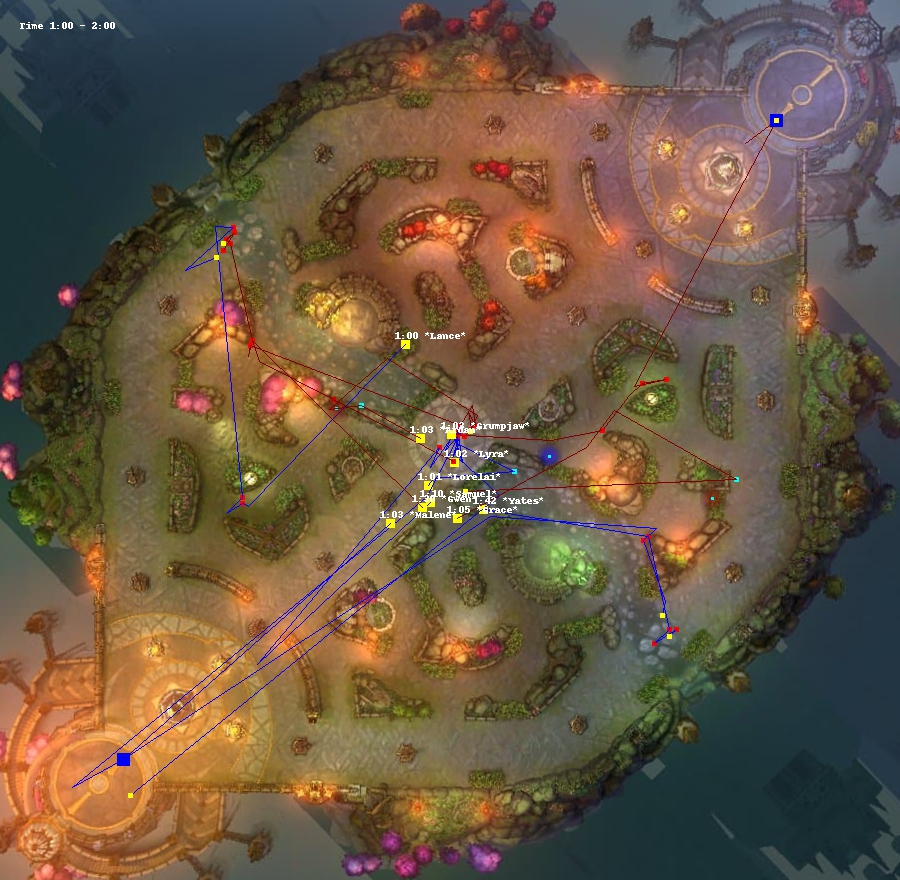 Time 1:00 - 2:00
1:00 *Lance*
1:02 *Grumpjaw*
1:03
1:02 *Lyra*
1:01 *Lorelai*
1:10 *Samuel*
1:42 *Yates*
1:05 *Grace*
1:03 *Malene*